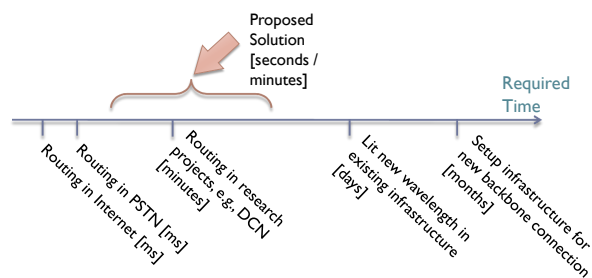 Proposed
Solution
[seconds /
minutes]
Required
Time
Routing in Internet [ms]
Routing in PSTN [ms]
Routing in research
projects, e.g., DCN
[minutes]
Lit new wavelength in
existing infrastructure
[days]
Setup infrastructure for
new backbone connection
[months]